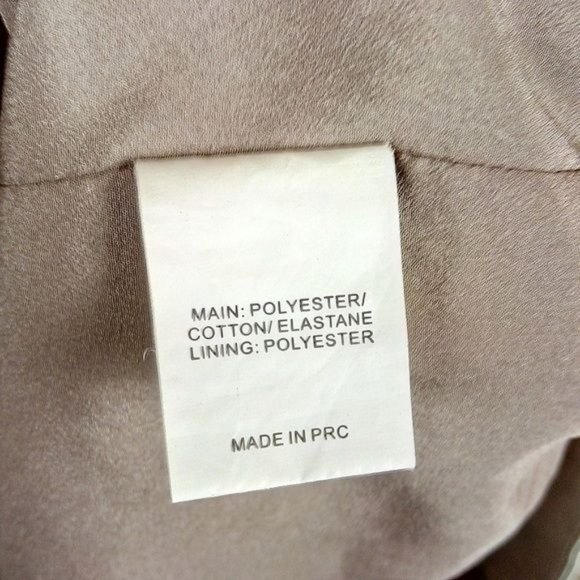 MAIN: POLYESTER/
COTTON/ ELASTANE
LINING: POLYESTER
MADE IN PRC